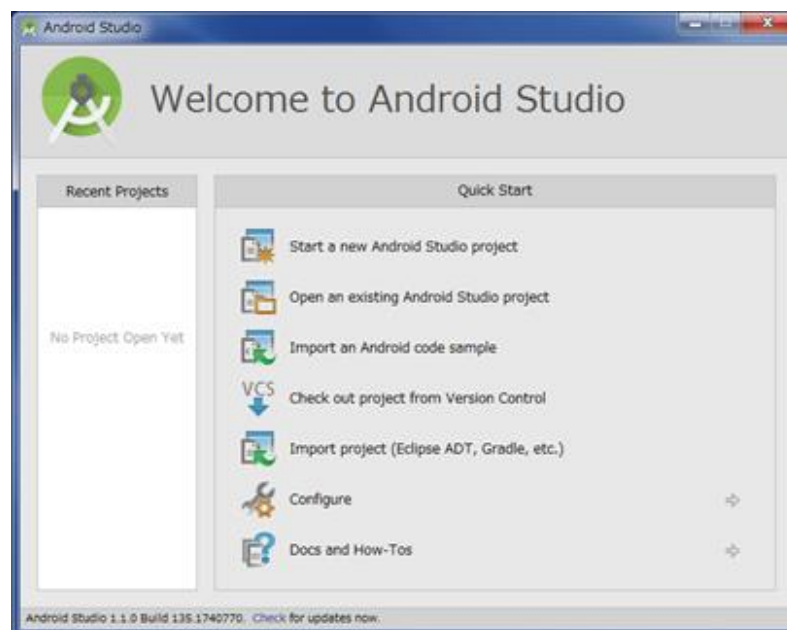 Android Studio
Welcome to Android Studio
Recent Projects
No Project Open Yet
Quick Start
Start a new Android Studio project
Open an existing Android Studio project
Import an Android code sample
VCS
Check out project from Version Control
Import project (Eclipse ADT, Gradle, etc.)
Configure
Docs and How-Tos
Android Studio 1.1.0 Build 135.1740770. Check for updates now.